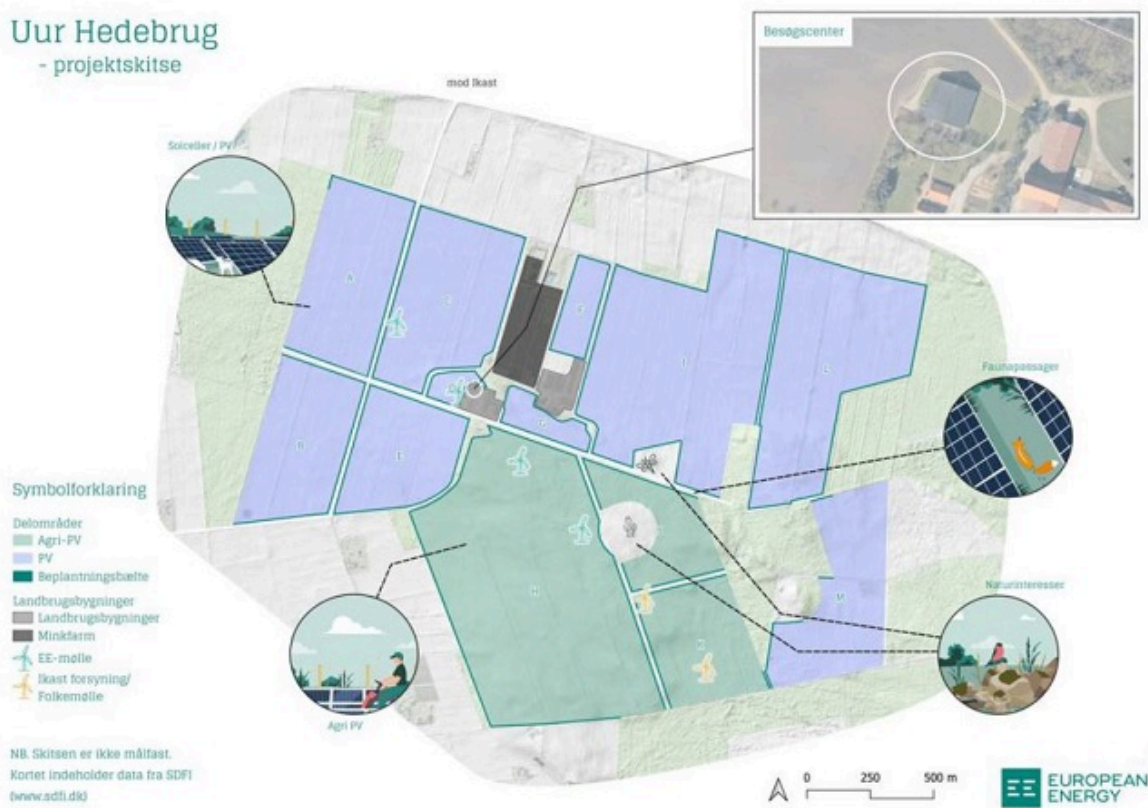 Uur Hedebrug
- projektskitse
mod Ikast
Besøgscenter
Solceller / PV
A
C
F
I
L
D
B
E
G
Faunapassager
Symbolforklaring
Delområder
Agri-PV
PV
Beplantningsbælte
Landbrugsbygninger
Landbrugsbygninger
Minkfarm
EE-mølle
Ikast forsyning/
Folkemølle
H
M
Naturinteresser
Agri PV
NB. Skitsen er ikke målfast.
Kortet indeholder data fra SDFI
(www.sdfi.dk)
0 250 500 m
EUROPEAN
ENERGY